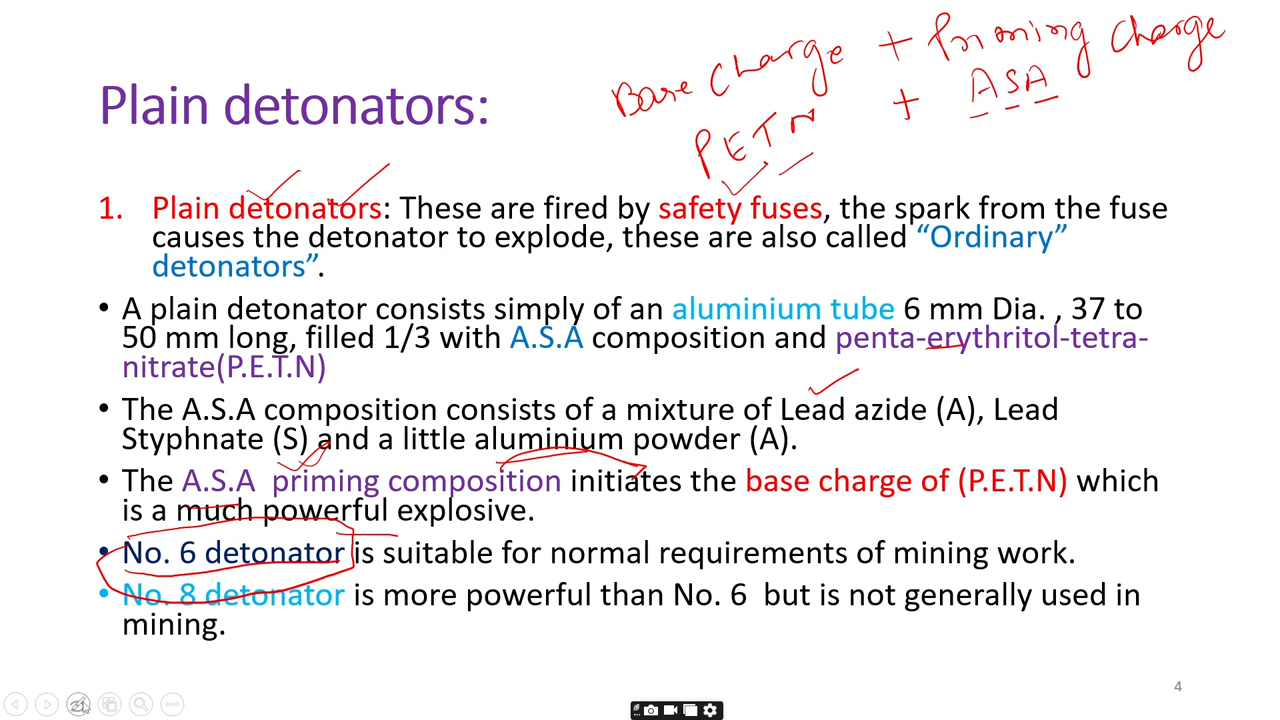 Base Charge + Priming Charge
PETN + ASA
Plain detonators:
1. Plain detonators: These are fired by safety fuses, the spark from the fuse
causes the detonator to explode, these are also called “Ordinary”
detonators”.
• A plain detonator consists simply of an aluminium tube 6 mm Dia. , 37 to
50 mm long, filled 1/3 with A.S.A composition and penta-erythritol-tetra-
nitrate(P.E.T.N)
• The A.S.A composition consists of a mixture of Lead azide (A), Lead
Styphnate (S) and a little aluminium powder (A).
• The A.S.A priming composition initiates the base charge of (P.E.T.N) which
is a much powerful explosive.
• No. 6 detonator is suitable for normal requirements of mining work.
• No. 8 detonator is more powerful than No. 6 but is not generally used in
mining.
4